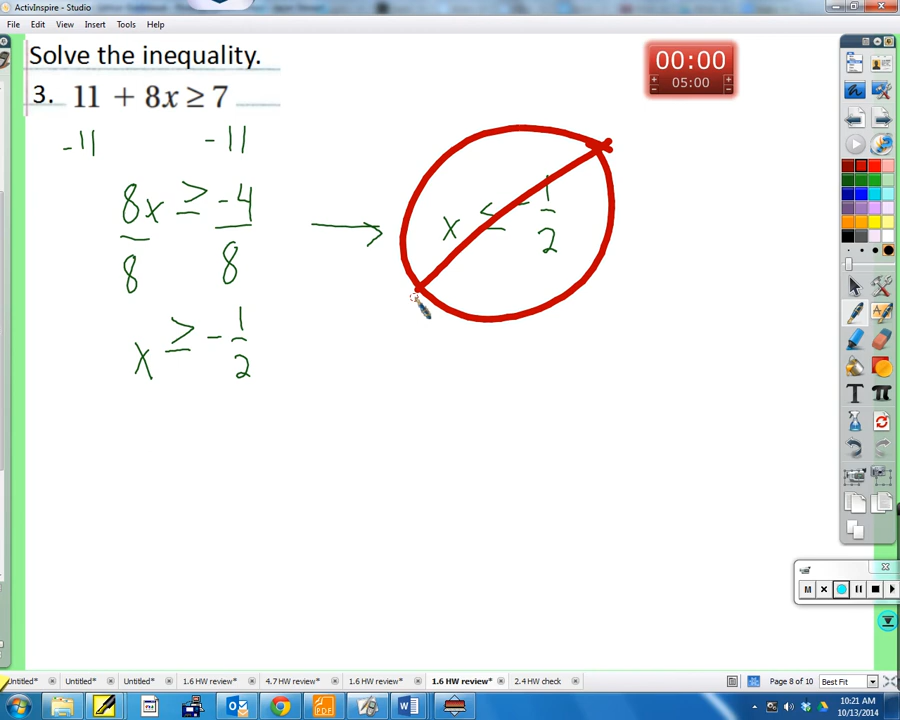 ActivInspire - Studio
File Edit View Insert Tools Help
Solve the inequality.
3. 11 + 8x ≥ 7
-11 -11
8x ≥ -4
8 8
x ≥ - 1
2
x ≤ - 1
2
00:00
05:00
M
T π
Untitled* Untitled* Untitled* 1.6 HW review* 4.7 HW review* 1.6 HW review* 1.6 HW review* 2.4 HW check Page 8 of 10 Best Fit
PDF W
10:21 AM
10/13/2014